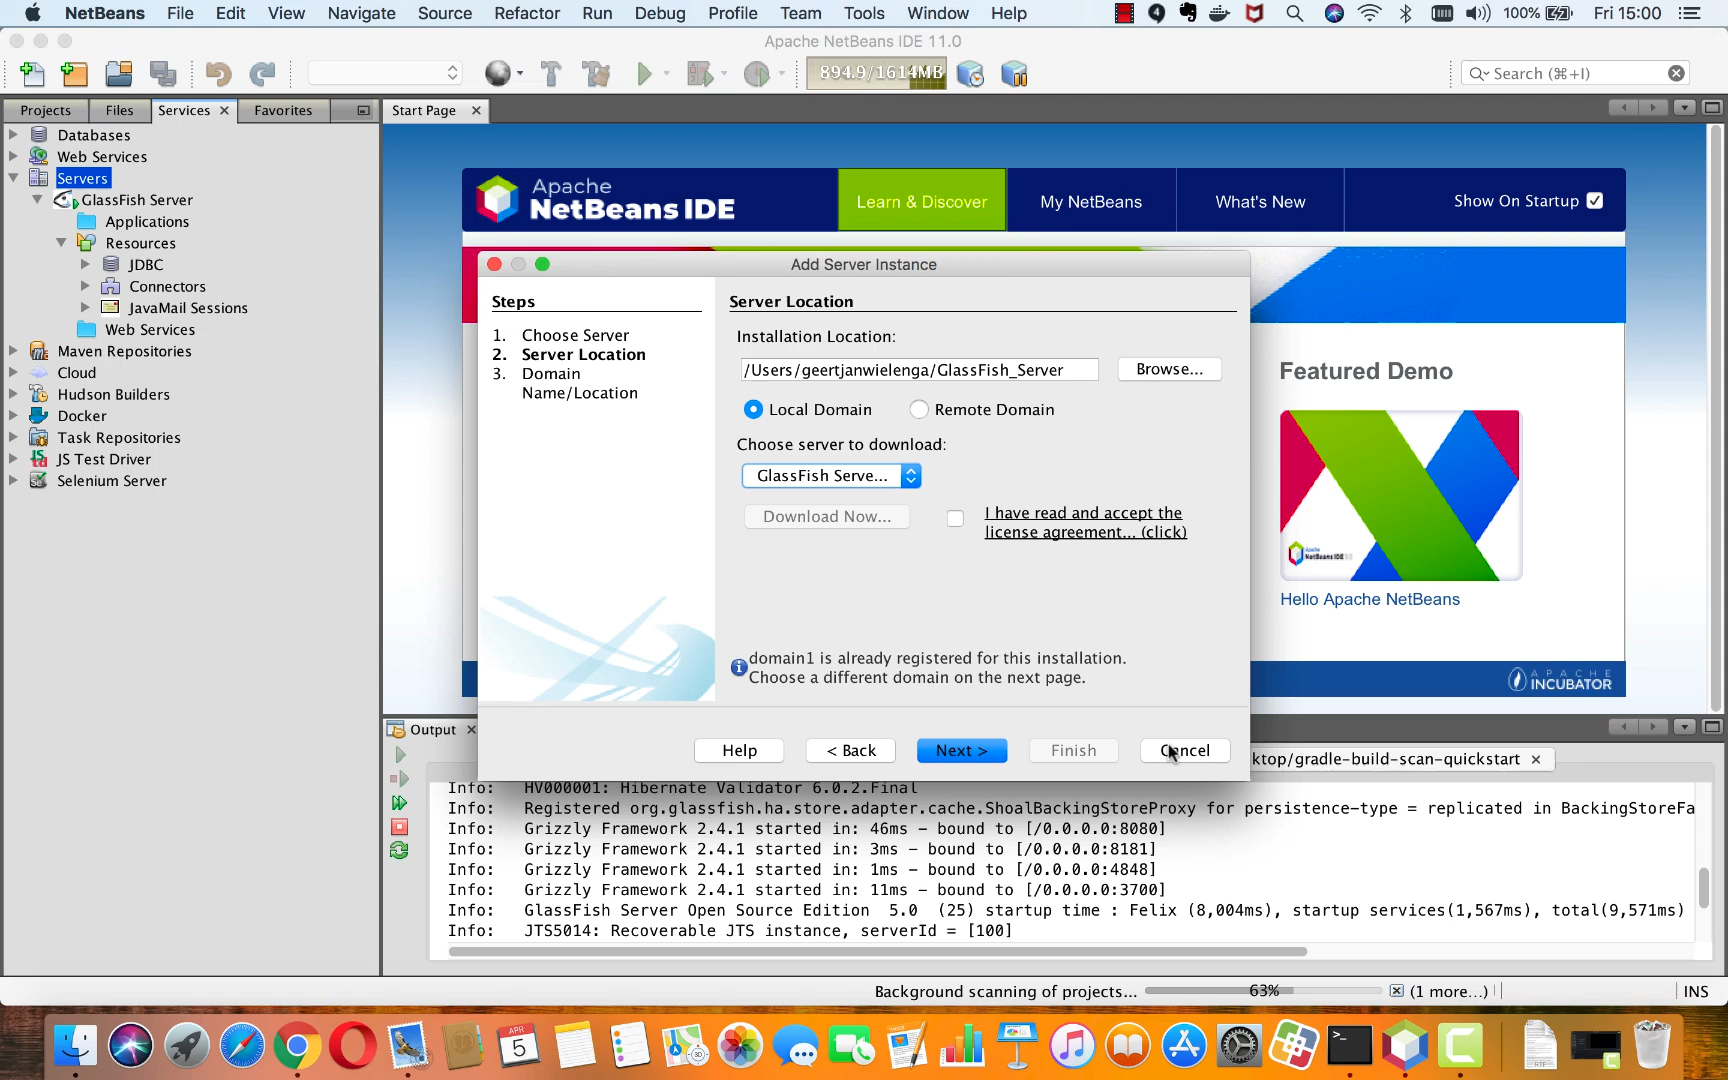 NetBeans File Edit View Navigate Source Refactor Run Debug Profile Team Tools Window Help
4
100%
Fri 15:00
Apache NetBeans IDE 11.0
894.9/1614MB
Search (⌘+I)
Projects Files Services Favorites
Start Page
Databases
Web Services
Servers
GlassFish Server
Applications
Resources
JDBC
Connectors
JavaMail Sessions
Web Services
Maven Repositories
Cloud
Hudson Builders
Docker
Task Repositories
JS Test Driver
Selenium Server
Apache
NetBeans IDE
Learn & Discover
My NetBeans
What's New
Show On Startup
Add Server Instance
Steps
1. Choose Server
2. Server Location
3. Domain
Name/Location
Server Location
Installation Location:
/Users/geertjanwielenga/GlassFish_Server
Browse...
Local Domain
Remote Domain
Choose server to download:
GlassFish Serve...
Download Now...
I have read and accept the
license agreement... (click)
domain1 is already registered for this installation.
Choose a different domain on the next page.
Help
< Back
Next >
Finish
Cancel
Featured Demo
Hello Apache NetBeans
APACHE
INCUBATOR
Output
ktop/gradle-build-scan-quickstart
Info: HV000001: Hibernate Validator 6.0.2.Final
Info: Registered org.glassfish.ha.store.adapter.cache.ShoalBackingStoreProxy for persistence-type = replicated in BackingStoreFa
Info: Grizzly Framework 2.4.1 started in: 46ms – bound to [/0.0.0.0:8080]
Info: Grizzly Framework 2.4.1 started in: 3ms – bound to [/0.0.0.0:8181]
Info: Grizzly Framework 2.4.1 started in: 1ms – bound to [/0.0.0.0:4848]
Info: Grizzly Framework 2.4.1 started in: 11ms – bound to [/0.0.0.0:3700]
Info: GlassFish Server Open Source Edition 5.0 (25) startup time : Felix (8,004ms), startup services(1,567ms), total(9,571ms)
Info: JTS5014: Recoverable JTS instance, serverId = [100]
Background scanning of projects...
63%
(1 more...)
INS
APR
5